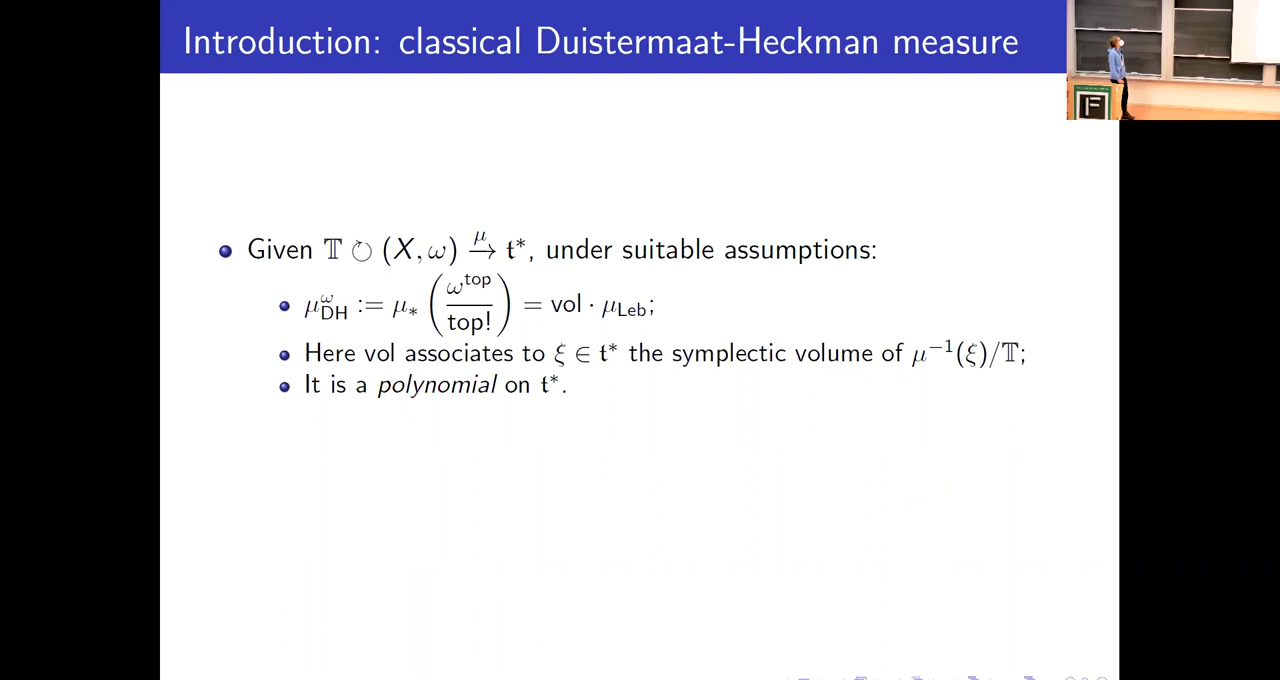 Introduction: classical Duistermaat-Heckman measure
Given 𝕋 ↻ (X, ω) →^μ 𝔱*, under suitable assumptions:
μ^ω_DH := μ_* (ω^top / top!) = vol · μ_Leb;
Here vol associates to ξ ∈ 𝔱* the symplectic volume of μ⁻¹(ξ)/𝕋;
It is a polynomial on 𝔱*.
F